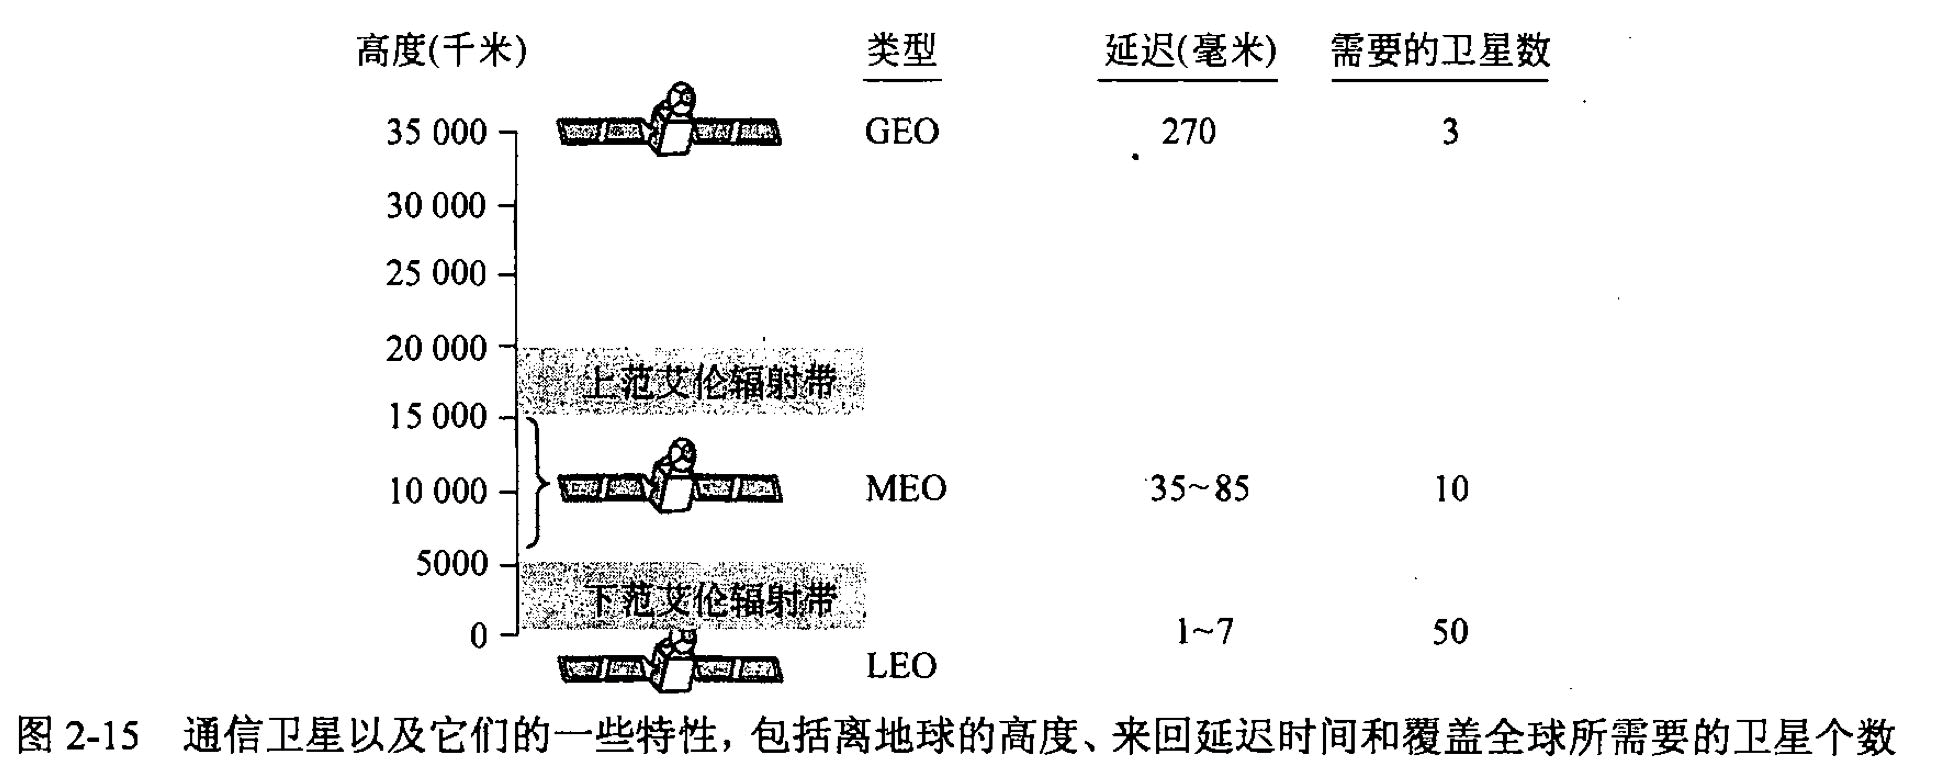 高度(千米) 类型 延迟(毫米) 需要的卫星数
35 000 GEO 270 3
30 000
25 000
20 000
上范艾伦辐射带
15 000
10 000 MEO 35~85 10
5000
下范艾伦辐射带
0 1~7 50
LEO
图 2-15 通信卫星以及它们的一些特性，包括离地球的高度、来回延迟时间和覆盖全球所需要的卫星个数